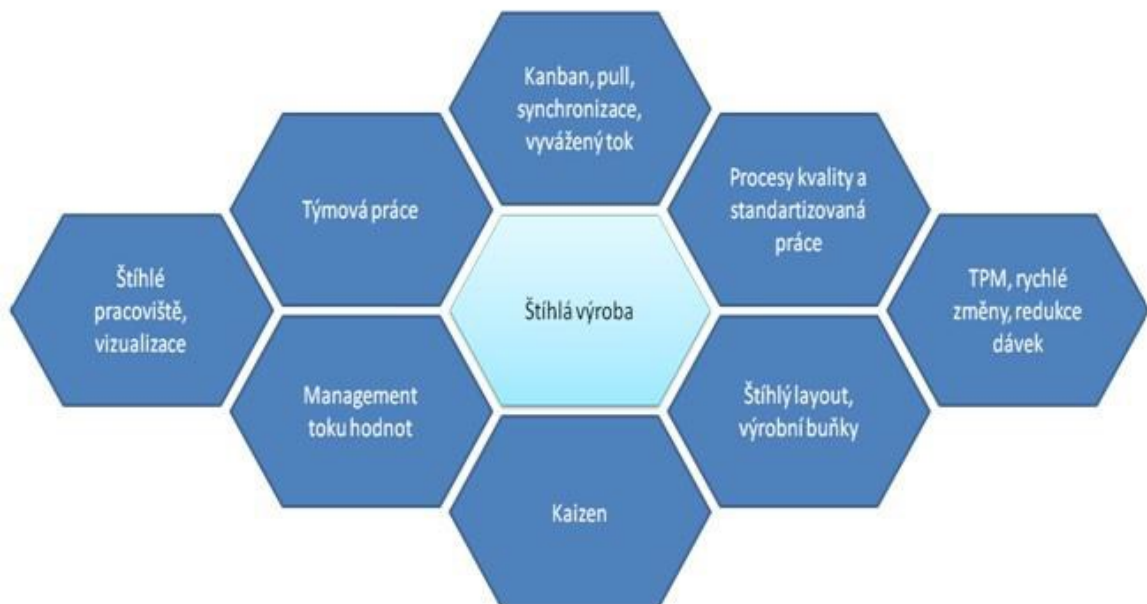 Kanban, pull,
synchronizace,
vyvážený tok
Týmová práce
Procesy kvality a
standartizovaná
práce
Štíhlé
pracoviště,
vizualizace
Štíhlá výroba
TPM, rychlé
změny, redukce
dávek
Management
toku hodnot
Štíhlý layout,
výrobní buňky
Kaizen